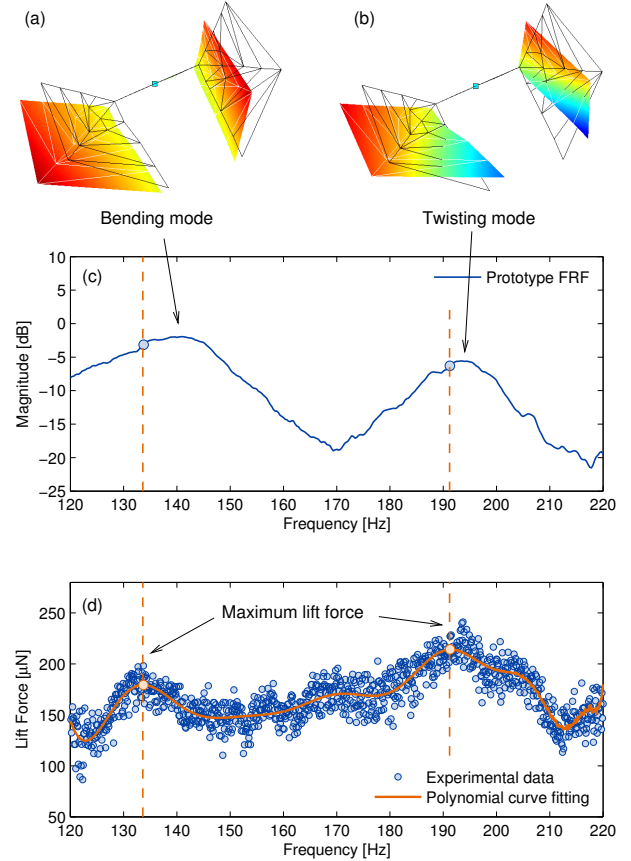 (a)
(b)
Bending mode
Twisting mode
(c)
Prototype FRF
10
5
0
−5
−10
−15
−20
−25
Magnitude [dB]
120 130 140 150 160 170 180 190 200 210 220
Frequency [Hz]
(d)
Maximum lift force
250
200
150
100
50
Lift Force [µN]
Experimental data
Polynomial curve fitting
120 130 140 150 160 170 180 190 200 210 220
Frequency [Hz]